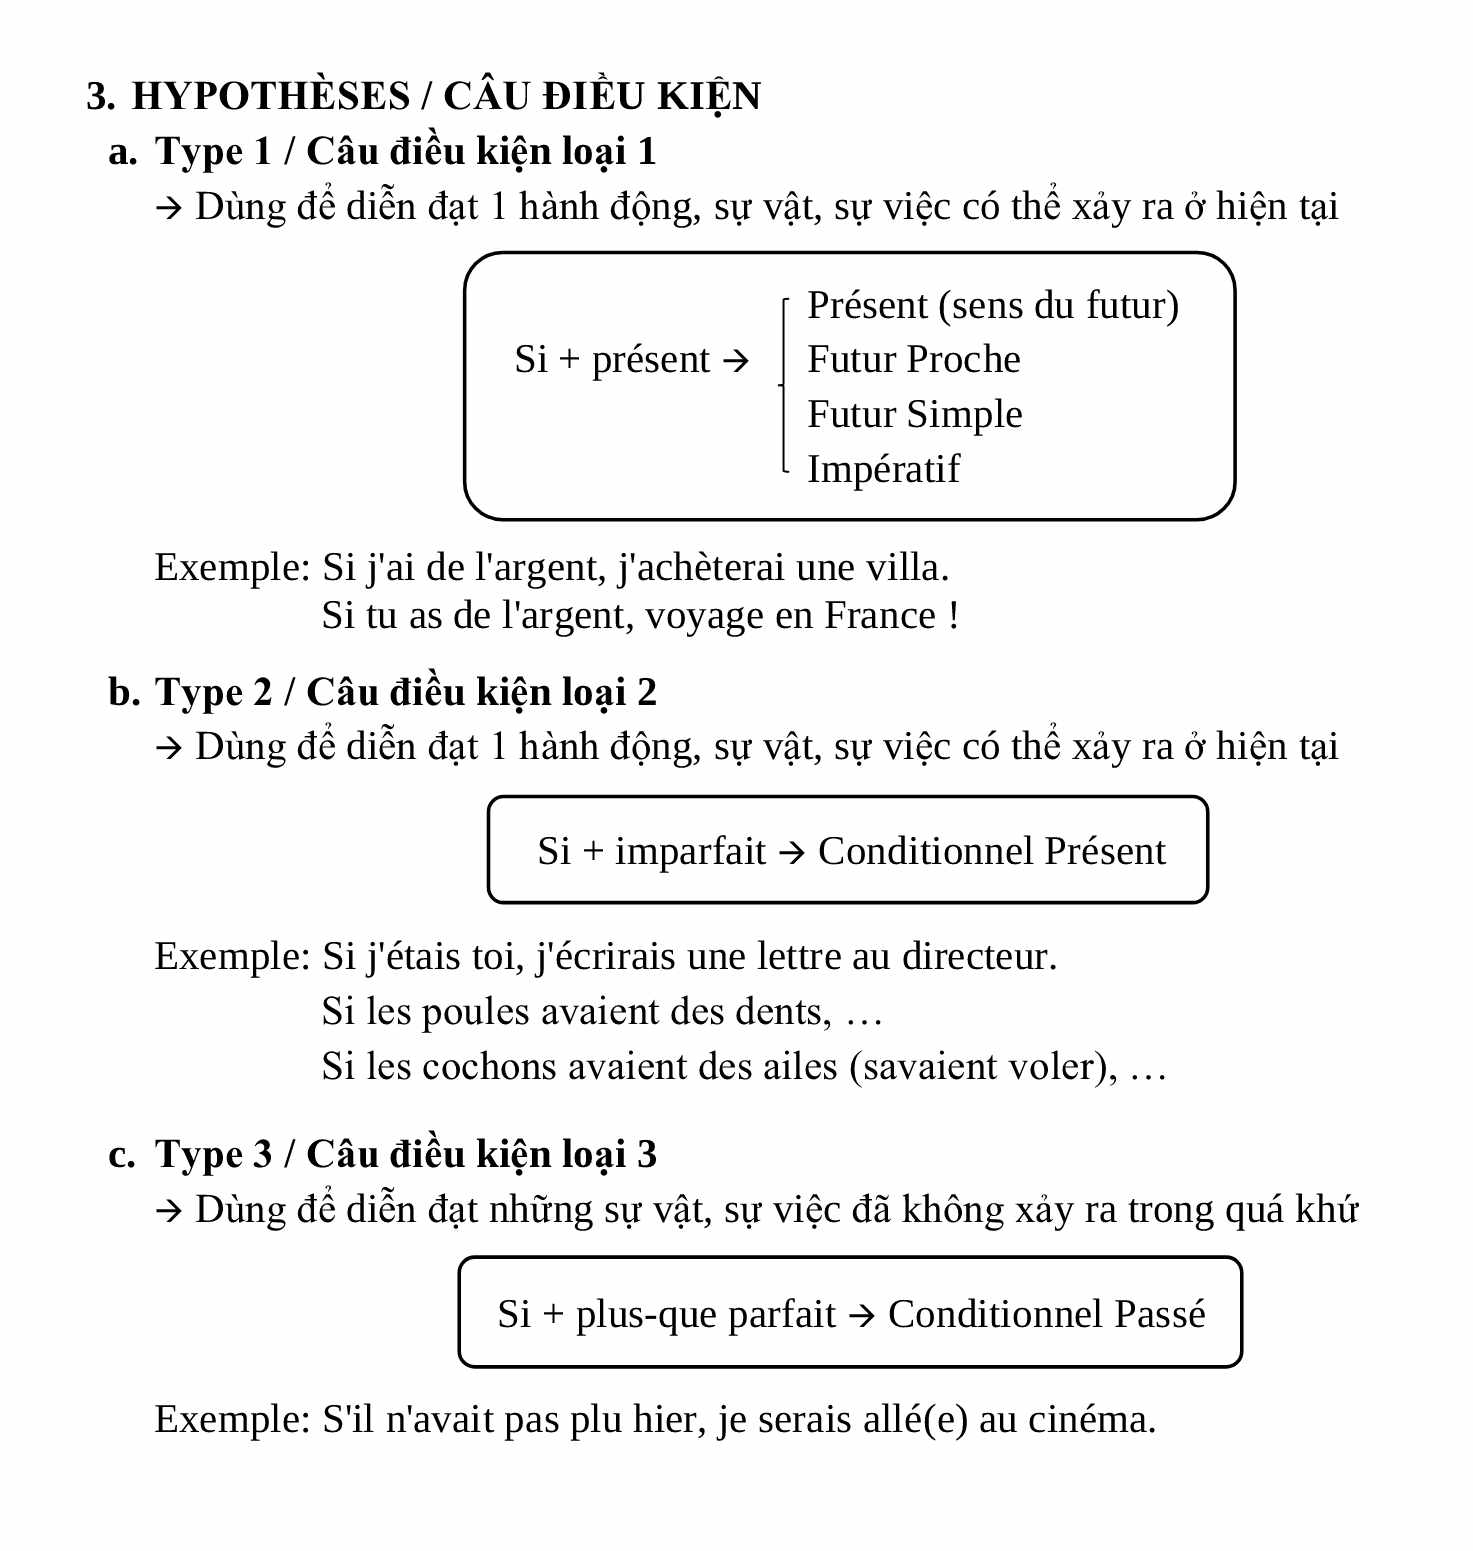 3. HYPOTHÈSES / CÂU ĐIỀU KIỆN
a. Type 1 / Câu điều kiện loại 1
→ Dùng để diễn đạt 1 hành động, sự vật, sự việc có thể xảy ra ở hiện tại
Présent (sens du futur)
Si + présent → Futur Proche
Futur Simple
Impératif
Exemple: Si j'ai de l'argent, j'achèterai une villa.
Si tu as de l'argent, voyage en France !
b. Type 2 / Câu điều kiện loại 2
→ Dùng để diễn đạt 1 hành động, sự vật, sự việc có thể xảy ra ở hiện tại
Si + imparfait → Conditionnel Présent
Exemple: Si j'étais toi, j'écrirais une lettre au directeur.
Si les poules avaient des dents, …
Si les cochons avaient des ailes (savaient voler), …
c. Type 3 / Câu điều kiện loại 3
→ Dùng để diễn đạt những sự vật, sự việc đã không xảy ra trong quá khứ
Si + plus-que parfait → Conditionnel Passé
Exemple: S'il n'avait pas plu hier, je serais allé(e) au cinéma.